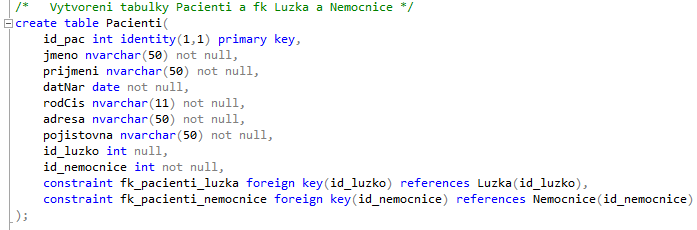 /*   Vytvoreni tabulky Pacienti a fk Luzka a Nemocnice */
create table Pacienti(
    id_pac int identity(1,1) primary key,
    jmeno nvarchar(50) not null,
    prijmeni nvarchar(50) not null,
    datNar date not null,
    rodCis nvarchar(11) not null,
    adresa nvarchar(50) not null,
    pojistovna nvarchar(50) not null,
    id_luzko int null,
    id_nemocnice int not null,
    constraint fk_pacienti_luzka foreign key(id_luzko) references Luzka(id_luzko),
    constraint fk_pacienti_nemocnice foreign key(id_nemocnice) references Nemocnice(id_nemocnice)
);